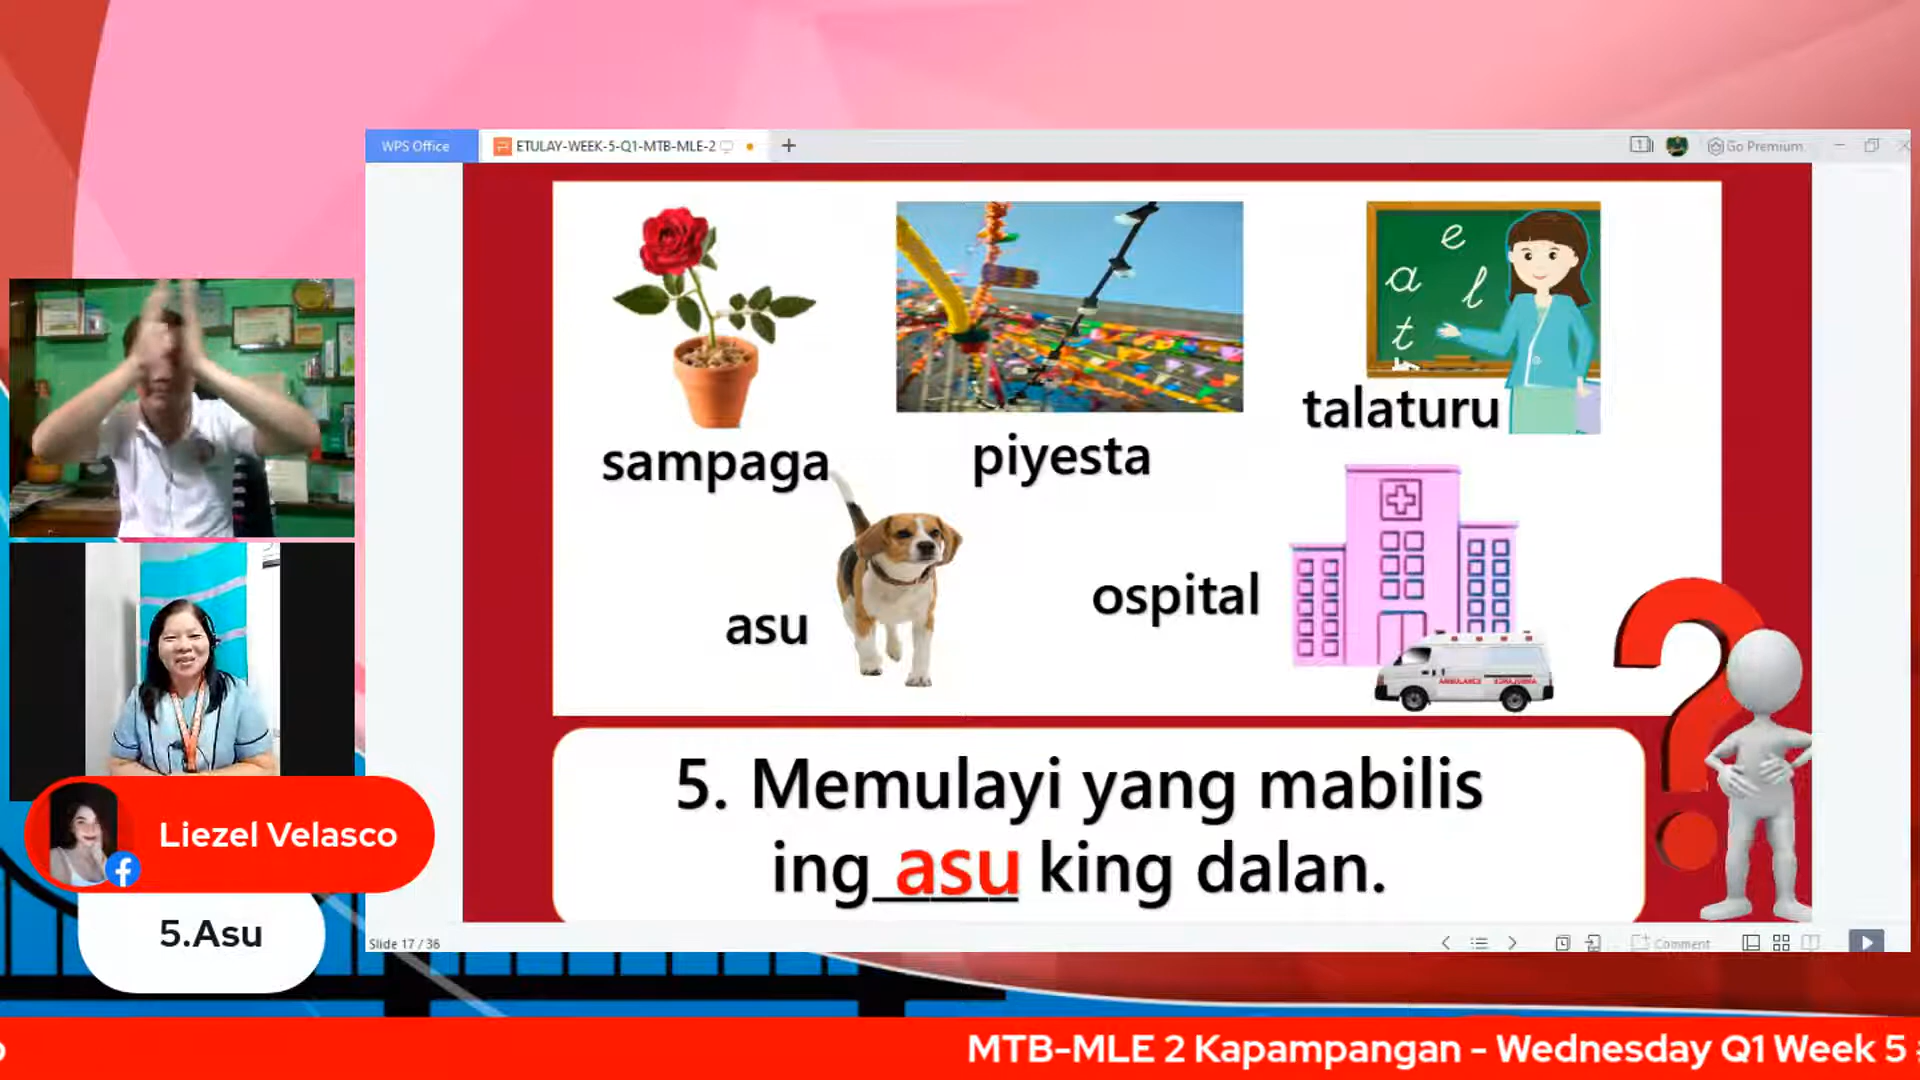 WPS Office
ETULAY-WEEK-5-Q1-MTB-MLE-2
Go Premium
e
a l
t
sampaga
piyesta
talaturu
asu
ospital
AMBULANCE
5. Memulayi yang mabilis
ing asu king dalan.
Liezel Velasco
5.Asu
Slide 17 / 36
Comment
MTB-MLE 2 Kapampangan - Wednesday Q1 Week 5